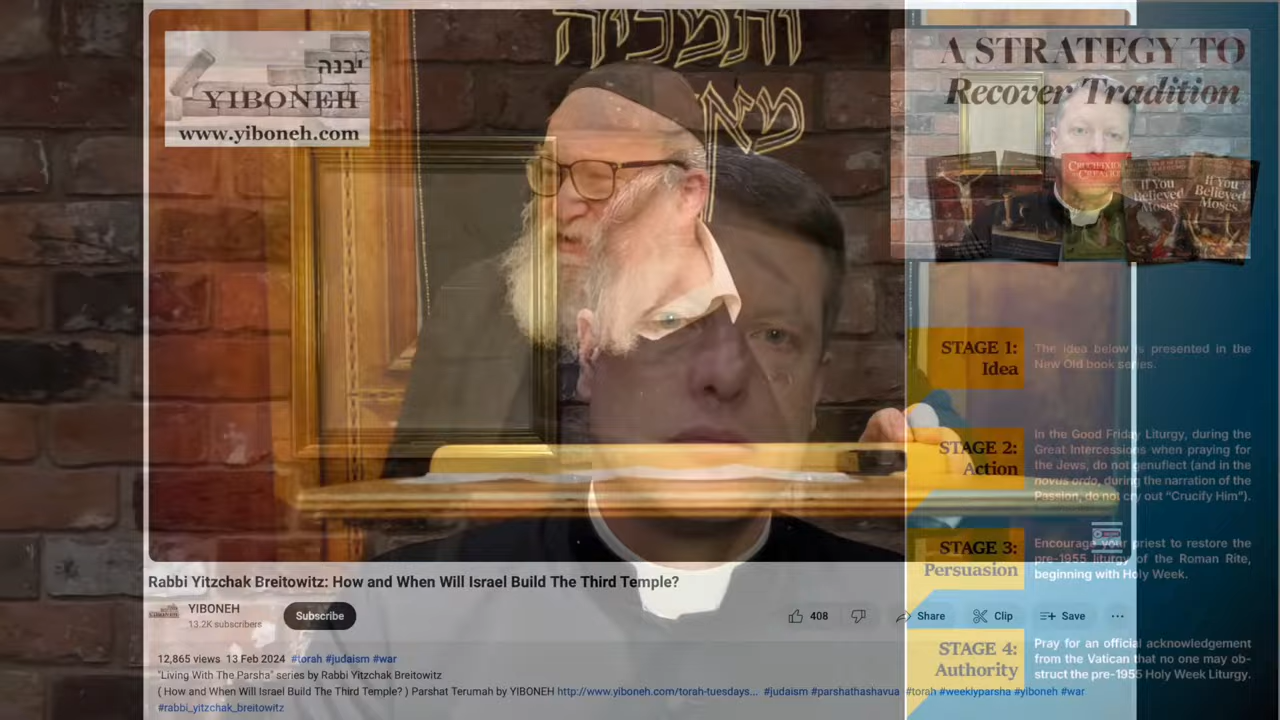 ותמכיה
מאן
יבנה
YIBONEH
www.yiboneh.com
A STRATEGY TO
Recover Tradition
CRUCIFIXION
TO CREATION
If You
Believed
Moses
If You
Believed
Moses
STAGE 1:
Idea
The idea below is presented in the
New Old book series.
STAGE 2:
Action
In the Good Friday Liturgy, during the
Great Intercessions when praying for
the Jews, do not genuflect (and in the
novus ordo, during the narration of the
Passion, do not cry out “Crucify Him”).
STAGE 3:
Persuasion
Encourage your priest to restore the
pre-1955 liturgy of the Roman Rite,
beginning with Holy Week.
STAGE 4:
Authority
Pray for an official acknowledgement
from the Vatican that no one may ob-
struct the pre-1955 Holy Week Liturgy.
Rabbi Yitzchak Breitowitz: How and When Will Israel Build The Third Temple?
YIBONEH
13.2K subscribers
Subscribe
408
Share
Clip
Save
12,865 views 13 Feb 2024 #torah #judaism #war
"Living With The Parsha" series by Rabbi Yitzchak Breitowitz
( How and When Will Israel Build The Third Temple? ) Parshat Terumah by YIBONEH http://www.yiboneh.com/torah-tuesdays... #judaism #parshathashavua #torah #weeklyparsha #yiboneh #war
#rabbi_yitzchak_breitowitz